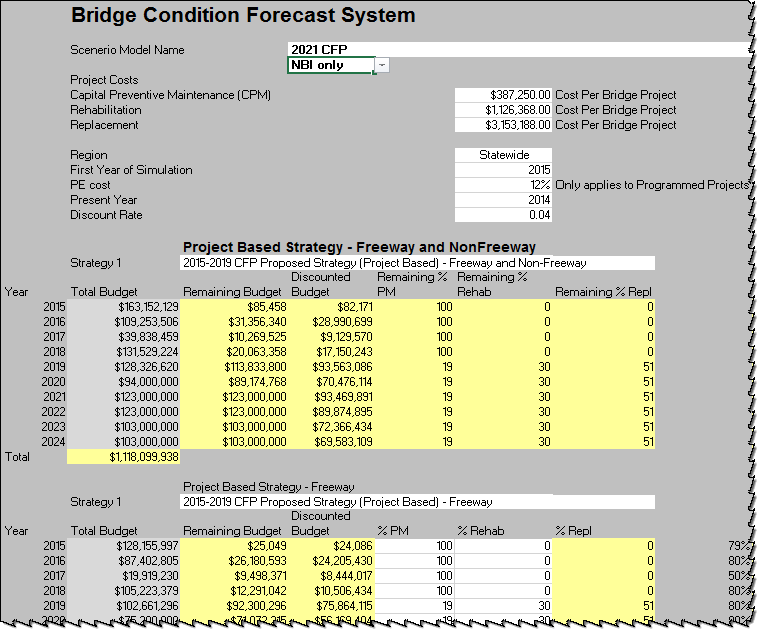 Bridge Condition Forecast System
Scenerio Model Name 2021 CFP
NBI only
Project Costs
Capital Preventive Maintenance (CPM) $387,250.00 Cost Per Bridge Project
Rehabilitation $1,126,368.00 Cost Per Bridge Project
Replacement $3,153,188.00 Cost Per Bridge Project
Region Statewide
First Year of Simulation 2015
PE cost 12% Only applies to Programmed Projects
Present Year 2014
Discount Rate 0.04
Project Based Strategy - Freeway and NonFreeway
Strategy 1 2015-2019 CFP Proposed Strategy (Project Based) - Freeway and Non-Freeway
Discounted Remaining % Remaining %
Year Total Budget Remaining Budget Budget PM Rehab Remaining % Repl
2015 $163,152,129 $85,458 $82,171 100 0 0
2016 $109,253,506 $31,356,340 $28,990,699 100 0 0
2017 $39,838,459 $10,269,525 $9,129,570 100 0 0
2018 $131,529,224 $20,063,358 $17,150,243 100 0 0
2019 $128,326,620 $113,833,800 $93,563,086 19 30 51
2020 $94,000,000 $89,174,768 $70,476,114 19 30 51
2021 $123,000,000 $123,000,000 $93,469,891 19 30 51
2022 $123,000,000 $123,000,000 $89,874,895 19 30 51
2023 $103,000,000 $103,000,000 $72,366,434 19 30 51
2024 $103,000,000 $103,000,000 $69,583,109 19 30 51
Total $1,118,099,938
Project Based Strategy - Freeway
Strategy 1 2015-2019 CFP Proposed Strategy (Project Based) - Freeway
Discounted
Year Total Budget Remaining Budget Budget % PM % Rehab % Repl
2015 $128,155,997 $25,049 $24,086 100 0 0 79%
2016 $87,402,805 $26,180,593 $24,205,430 100 0 0 80%
2017 $19,919,230 $9,498,371 $8,444,017 100 0 0 50%
2018 $105,223,379 $12,291,042 $10,506,434 100 0 0 80%
2019 $102,661,296 $92,300,296 $75,864,115 19 30 51 80%
2020 19 30 51